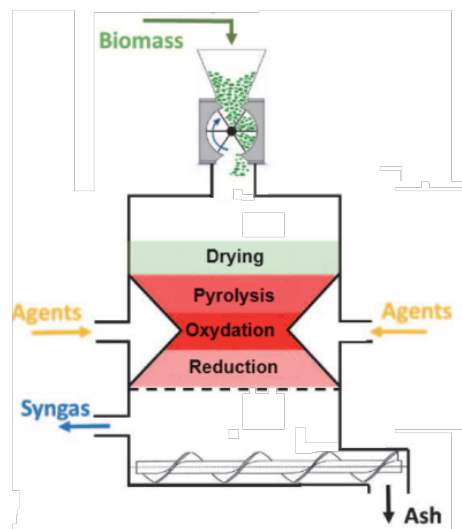 Biomass
Drying
Pyrolysis
Agents
Oxydation
Agents
Reduction
Syngas
Ash